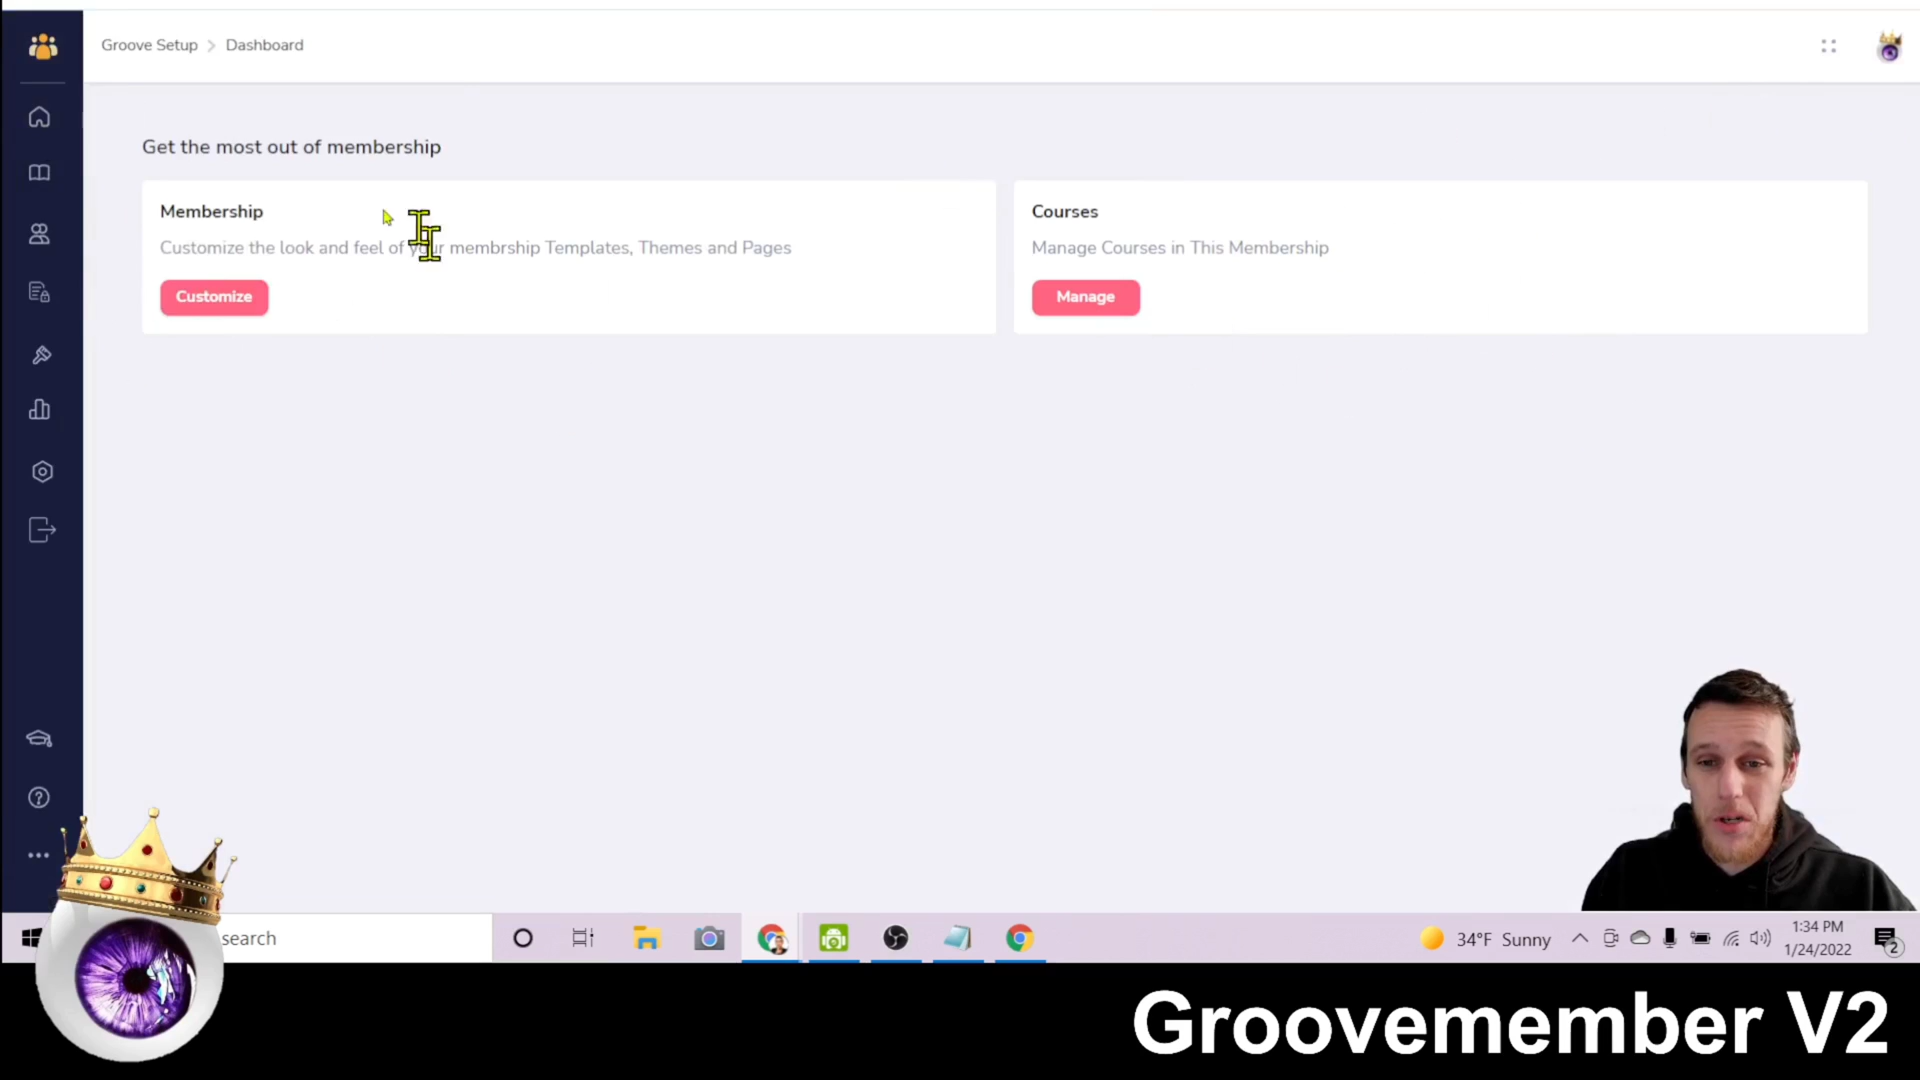 Groove Setup > Dashboard
Get the most out of membership
Membership
Customize the look and feel of your membrship Templates, Themes and Pages
Customize
Courses
Manage Courses in This Membership
Manage
search
34°F Sunny
1:34 PM
1/24/2022
2
Groovemember V2